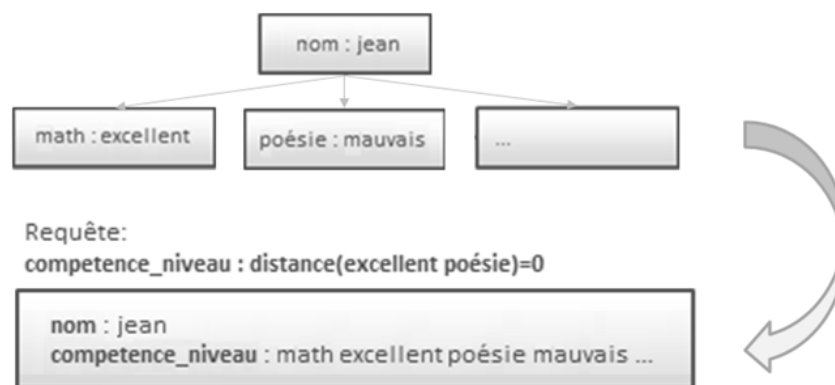 nom : jean
math : excellent
poésie : mauvais
...
Requête:
competence_niveau : distance(excellent poésie)=0
nom : jean
competence_niveau : math excellent poésie mauvais ...